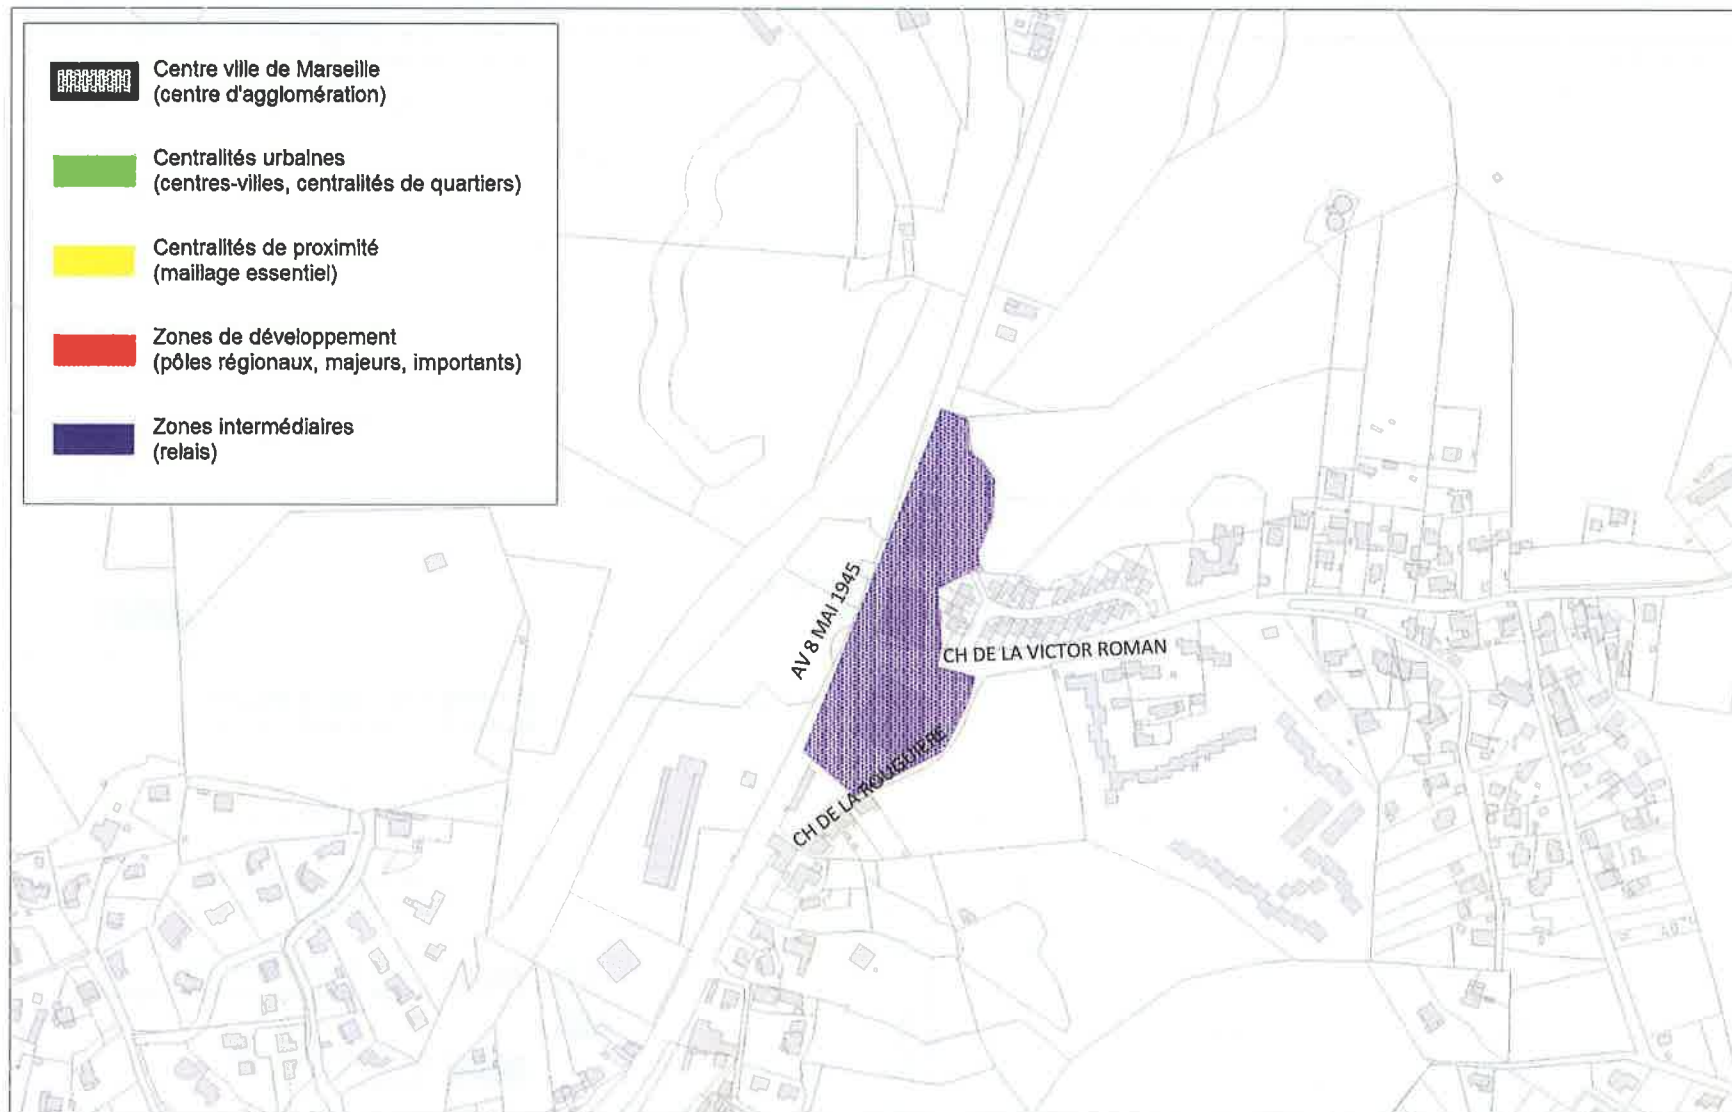 Centre ville de Marseille
(centre d'agglomération)
Centralités urbaines
(centres-villes, centralités de quartiers)
Centralités de proximité
(maillage essentiel)
Zones de développement
(pôles régionaux, majeurs, importants)
Zones intermédiaires
(relais)
AV 8 MAI 1945
CH DE LA VICTOR ROMAN
CH DE LA ROUGUIERE